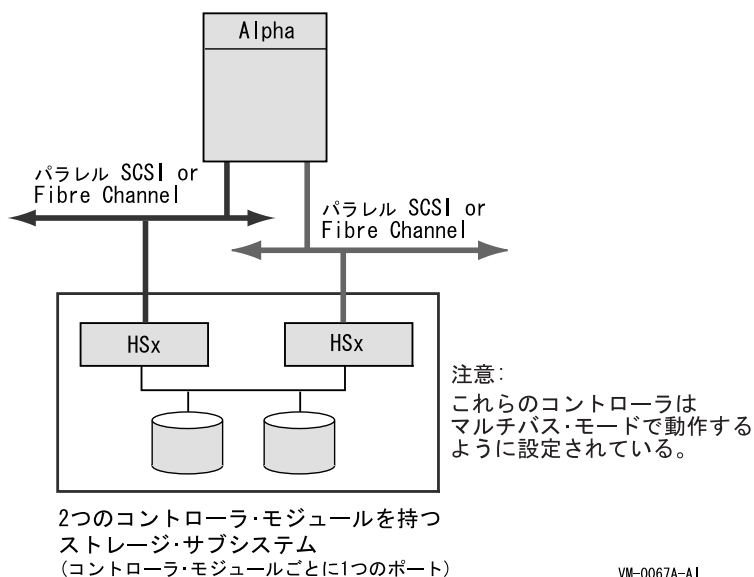 Alpha
パラレル SCSI or
Fibre Channel
パラレル SCSI or
Fibre Channel
HSx
HSx
注意:
これらのコントローラは
マルチバス・モードで動作する
ように設定されている。
2つのコントローラ・モジュールを持つ
ストレージ・サブシステム
(コントローラ・モジュールごとに1つのポート)
VM-0067A-AI